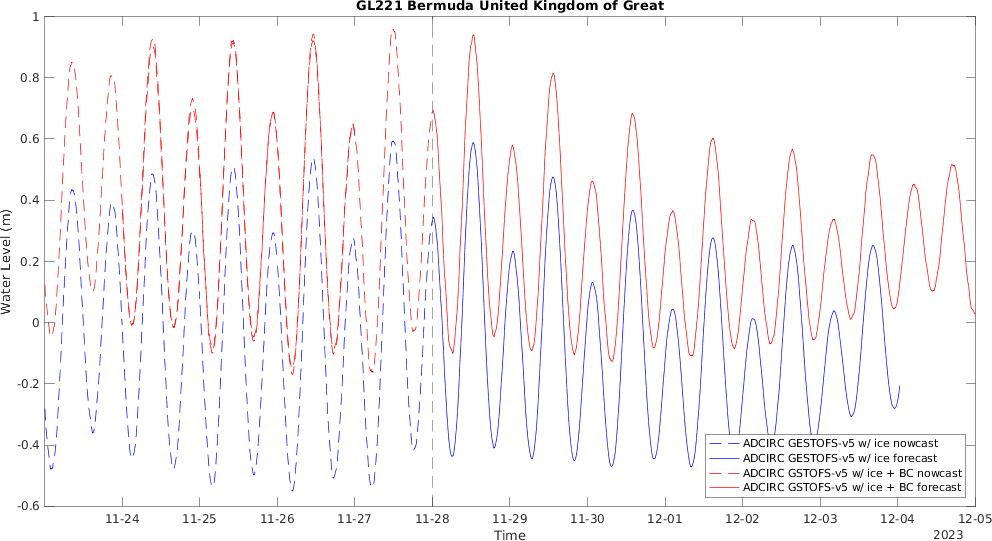 GL221 Bermuda United Kingdom of Great
1
0.8
0.6
0.4
0.2
0
-0.2
-0.4
-0.6
Water Level (m)
ADCIRC GESTOFS-v5 w/ ice nowcast
ADCIRC GESTOFS-v5 w/ ice forecast
ADCIRC GSTOFS-v5 w/ ice + BC nowcast
ADCIRC GSTOFS-v5 w/ ice + BC forecast
11-24 11-25 11-26 11-27 11-28 11-29 11-30 12-01 12-02 12-03 12-04 12-05
Time
2023